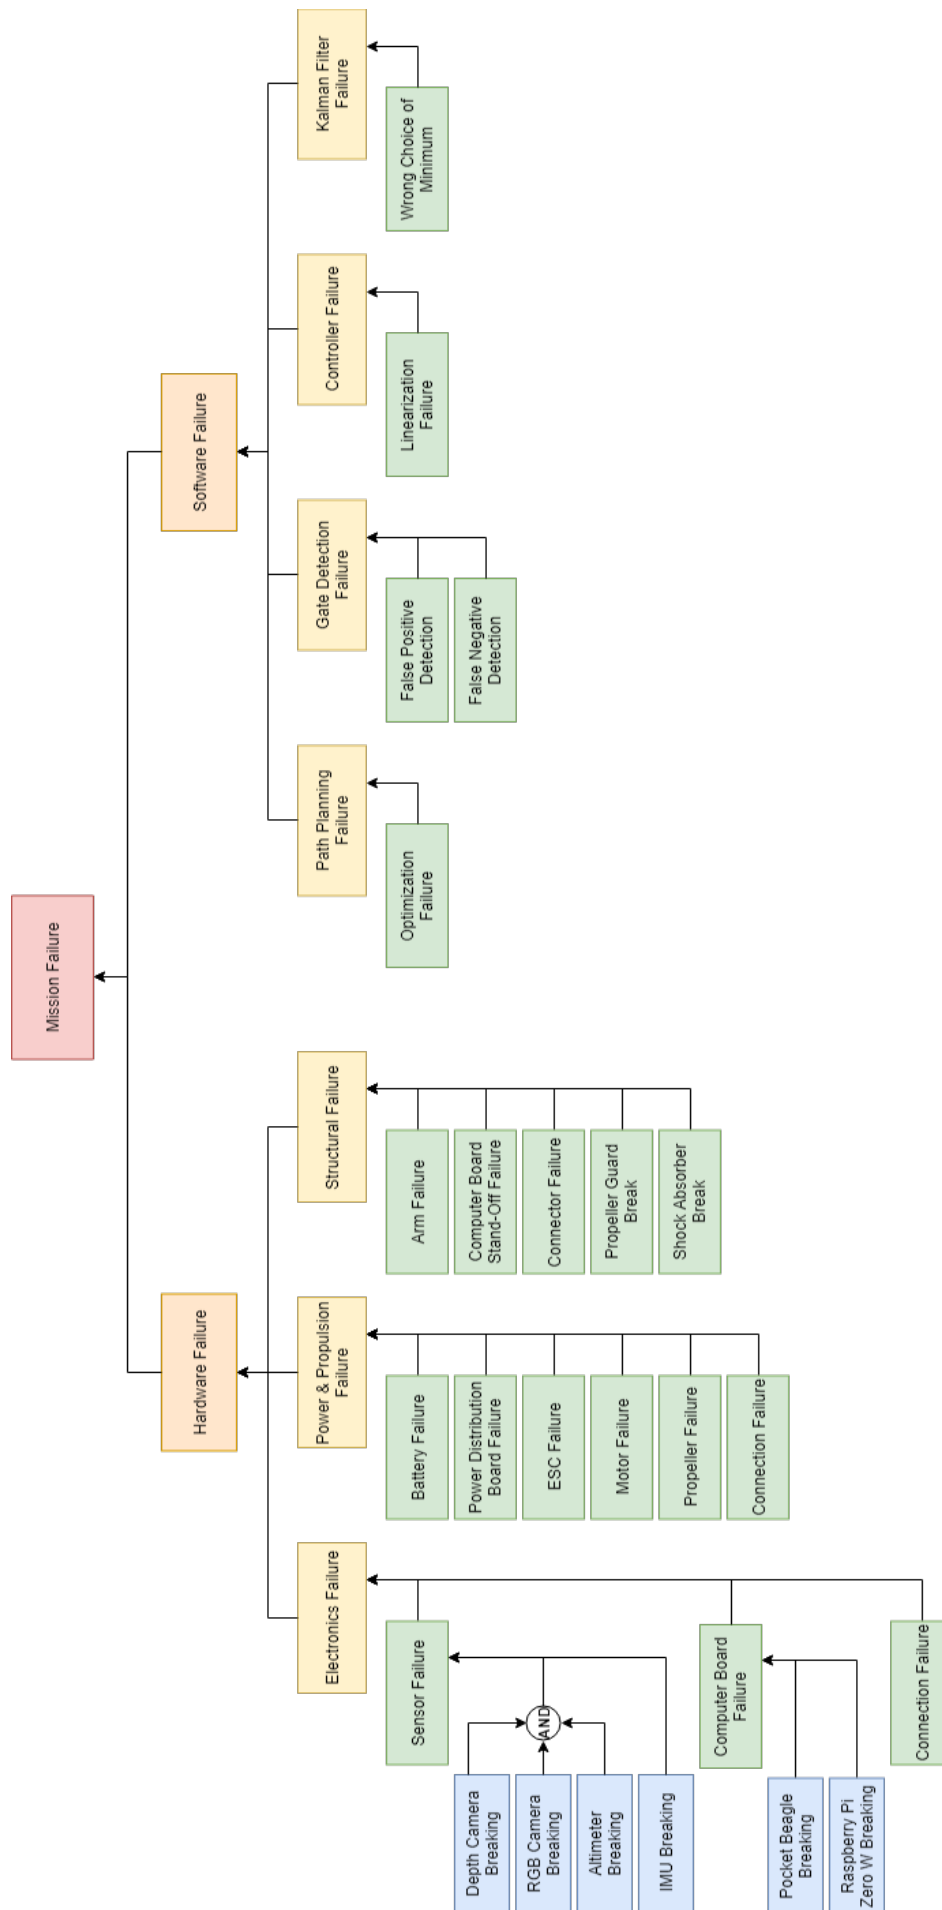 Mission Failure
Hardware Failure
Software Failure
Electronics Failure
Power & Propulsion
Failure
Structural Failure
Path Planning
Failure
Gate Detection
Failure
Controller Failure
Kalman Filter
Failure
Sensor Failure
Depth Camera
Breaking
RGB Camera
Breaking
AND
Altimeter
Breaking
IMU Breaking
Computer Board
Failure
Pocket Beagle
Breaking
Raspberry Pi
Zero W Breaking
Connection Failure
Battery Failure
Power Distribution
Board Failure
ESC Failure
Motor Failure
Propeller Failure
Connection Failure
Arm Failure
Computer Board
Stand-Off Failure
Connector Failure
Propeller Guard
Break
Shock Absorber
Break
Optimization
Failure
False Positive
Detection
False Negative
Detection
Linearization
Failure
Wrong Choice of
Minimum